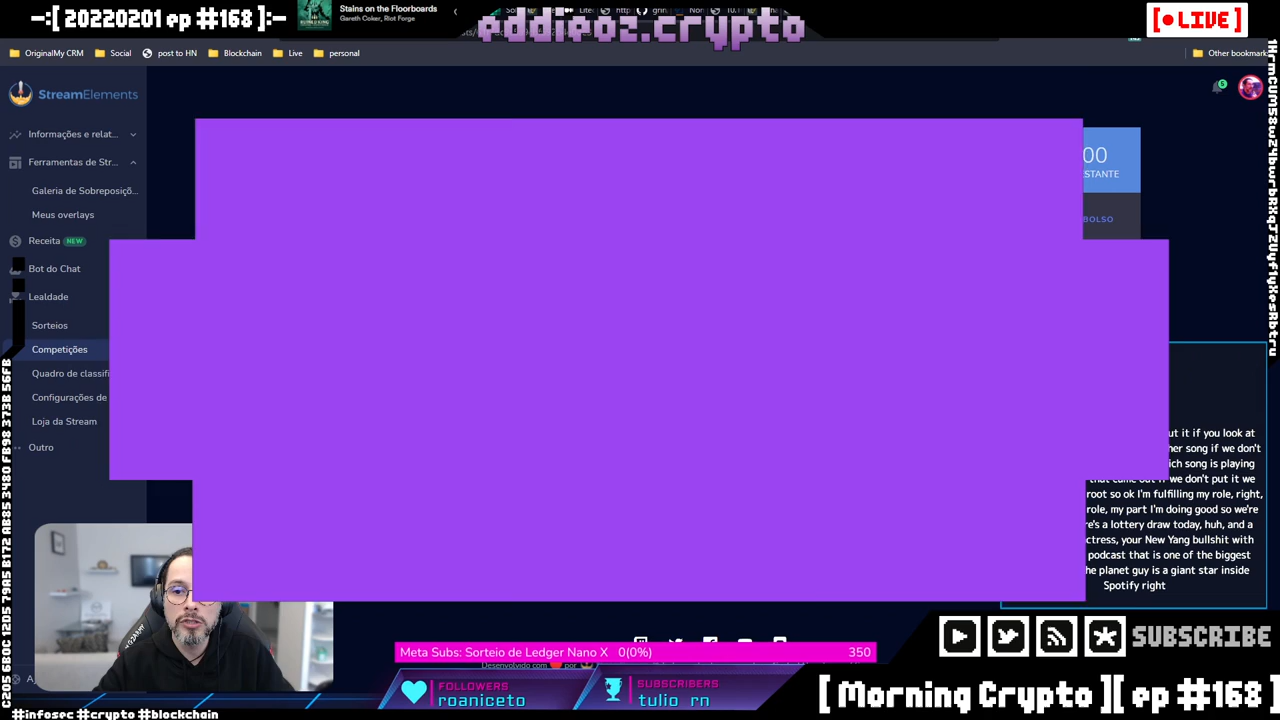 -:[ 20220201 ep #168 ]:-
Stains on the Floorboards
Gareth Coker, Riot Forge
eddieoz.crypto
[ LIVE ]
OriginalMy CRM
Social
post to HN
Blockchain
Live
personal
Other bookmark
StreamElements
5
Informações e relat...
Ferramentas de Str...
Galeria de Sobreposiçõ...
Meus overlays
Receita NEW
Bot do Chat
Lealdade
Sorteios
Competições
Quadro de classifi
Configurações de
Loja da Stream
Outro
00
STANTE
BOLSO
ut it if you look at
her song if we don't
ich song is playing
that came out if we don't put it we
root so ok I'm fulfilling my role, right,
role, my part I'm doing good so we're
re's a lottery draw today, huh, and a
ctress, your New Yang bullshit with
podcast that is one of the biggest
he planet guy is a giant star inside
Spotify right
SUBSCRIBE
Meta Subs: Sorteio de Ledger Nano X 0(0%) 350
Desenvolvido com por
FOLLOWERS
roaniceto
SUBSCRIBERS
tulio_rn
[ Morning Crypto ][ ep #168 ]
#infosec #crypto #blockchain